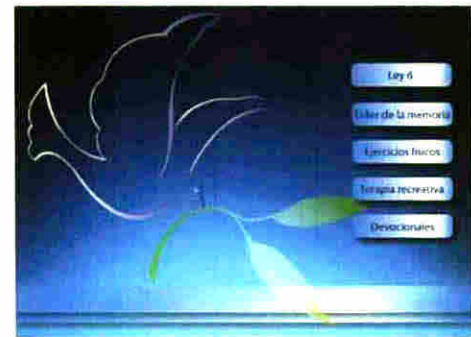 Ley 6
Taller de la memoria
Ejercicios físicos
Terapia recreativa
Devocionales